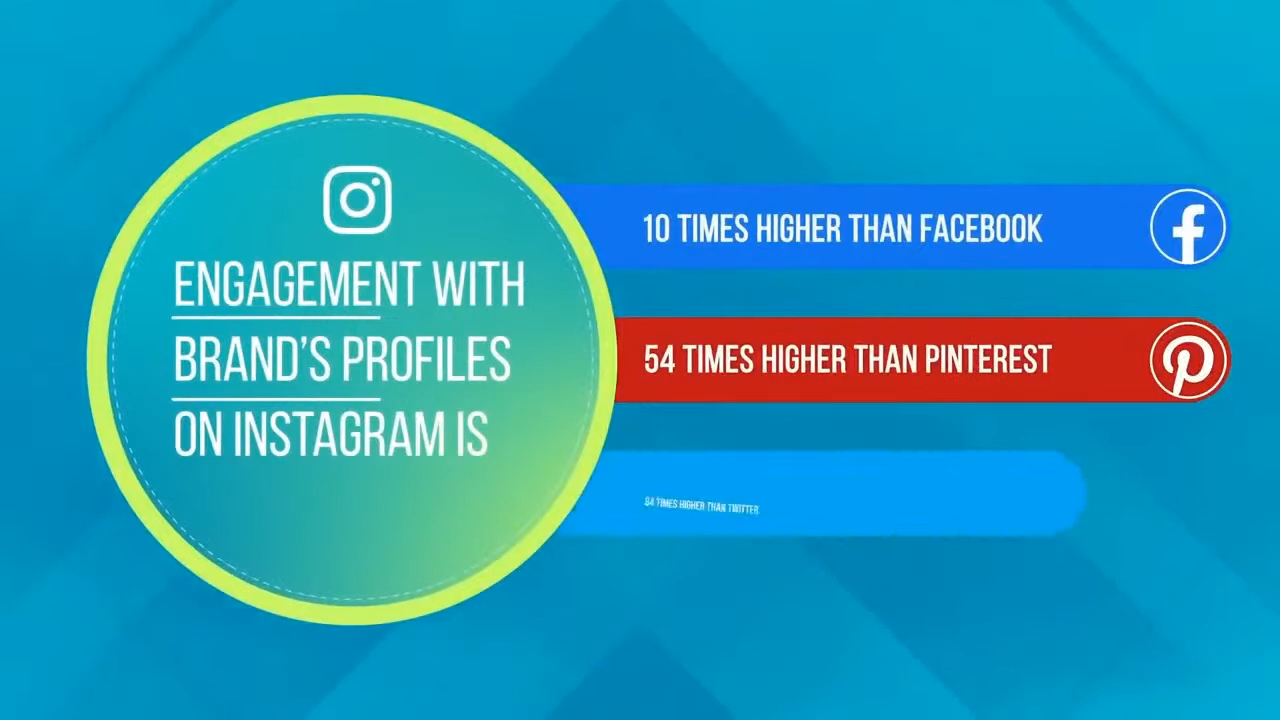 ENGAGEMENT WITH
BRAND'S PROFILES
ON INSTAGRAM IS
10 TIMES HIGHER THAN FACEBOOK
54 TIMES HIGHER THAN PINTEREST
84 TIMES HIGHER THAN TWITTER